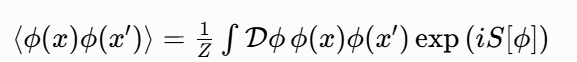 ⟨ϕ(x)ϕ(x′)⟩ = 1/Z ∫ 𝒟ϕ ϕ(x)ϕ(x′) exp (iS[ϕ])